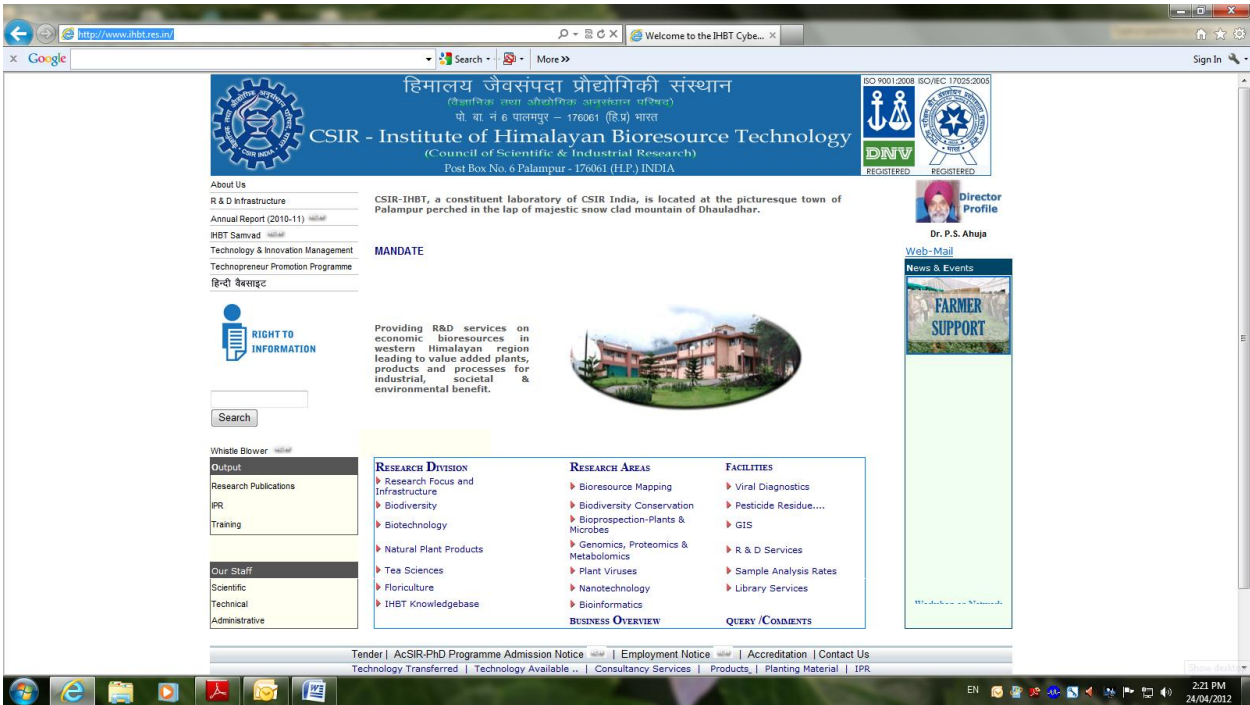 http://www.ihbt.res.in/
Welcome to the IHBT Cybe...
x Google
Search
More »
Sign In
हिमालय जैवसंपदा प्रौद्योगिकी संस्थान
(वैज्ञानिक तथा औद्योगिक अनुसंधान परिषद)
पो. बा. नं 6 पालमपुर – 176061 (हि.प्र) भारत
CSIR - Institute of Himalayan Bioresource Technology
(Council of Scientific & Industrial Research)
Post Box No. 6 Palampur - 176061 (H.P.) INDIA
CSIR INDIA
ISO 9001:2008 ISO/IEC 17025:2005
DNV
REGISTERED REGISTERED
About Us
R & D Infrastructure
Annual Report (2010-11)
IHBT Samvad
Technology & Innovation Management
Technopreneur Promotion Programme
हिन्दी वैबसाइट
RIGHT TO
INFORMATION
Search
Whistle Blower
Output
Research Publications
IPR
Training
Our Staff
Scientific
Technical
Administrative
CSIR-IHBT, a constituent laboratory of CSIR India, is located at the picturesque town of
Palampur perched in the lap of majestic snow clad mountain of Dhauladhar.
MANDATE
Providing R&D services on
economic bioresources in
western Himalayan region
leading to value added plants,
products and processes for
industrial, societal &
environmental benefit.
RESEARCH DIVISION
Research Focus and
Infrastructure
Biodiversity
Biotechnology
Natural Plant Products
Tea Sciences
Floriculture
IHBT Knowledgebase
RESEARCH AREAS
Bioresource Mapping
Biodiversity Conservation
Bioprospection-Plants &
Microbes
Genomics, Proteomics &
Metabolomics
Plant Viruses
Nanotechnology
Bioinformatics
BUSINESS OVERVIEW
FACILITIES
Viral Diagnostics
Pesticide Residue....
GIS
R & D Services
Sample Analysis Rates
Library Services
QUERY /COMMENTS
Director
Profile
Dr. P.S. Ahuja
Web-Mail
News & Events
FARMER
SUPPORT
Tender | AcSIR-PhD Programme Admission Notice | Employment Notice | Accreditation | Contact Us
Technology Transferred | Technology Available .. | Consultancy Services | Products_| Planting Material | IPR
EN
2:21 PM
24/04/2012